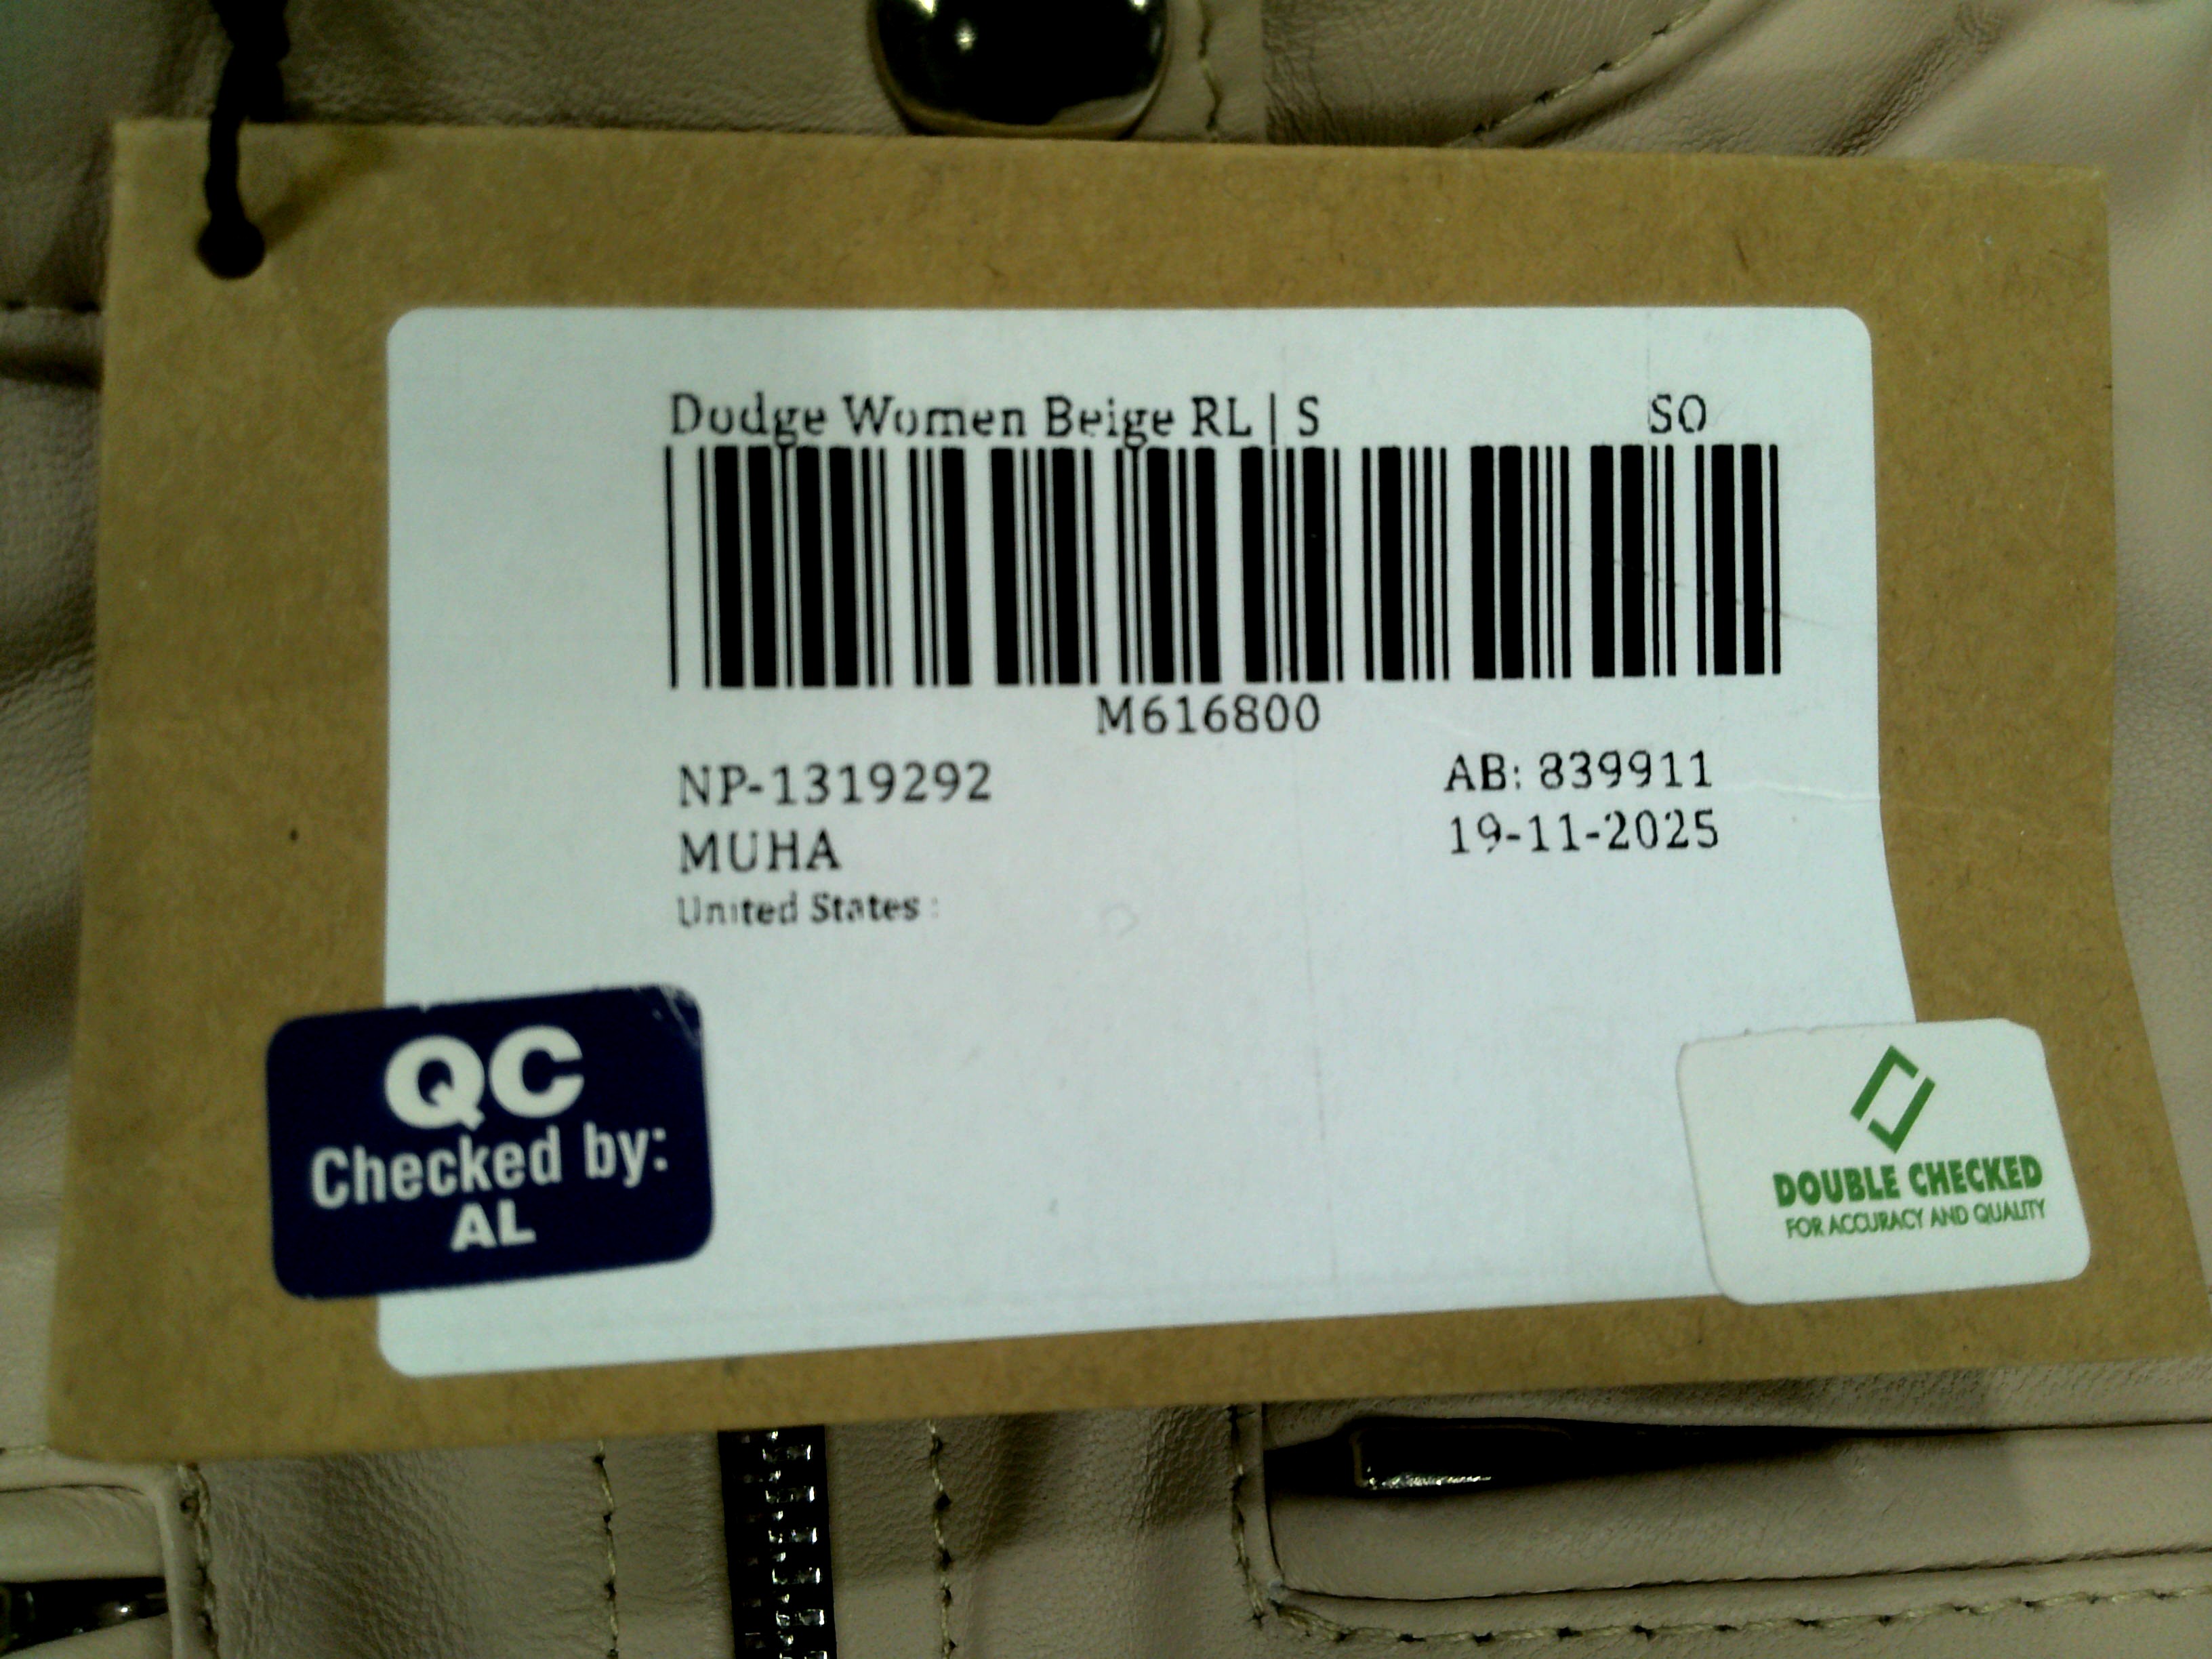 Dodge Women Beige RL | S
SO
M616800
NP-1319292
AB: 839911
MUHA
19-11-2025
United States :
QC
Checked by:
AL
DOUBLE CHECKED
FOR ACCURACY AND QUALITY